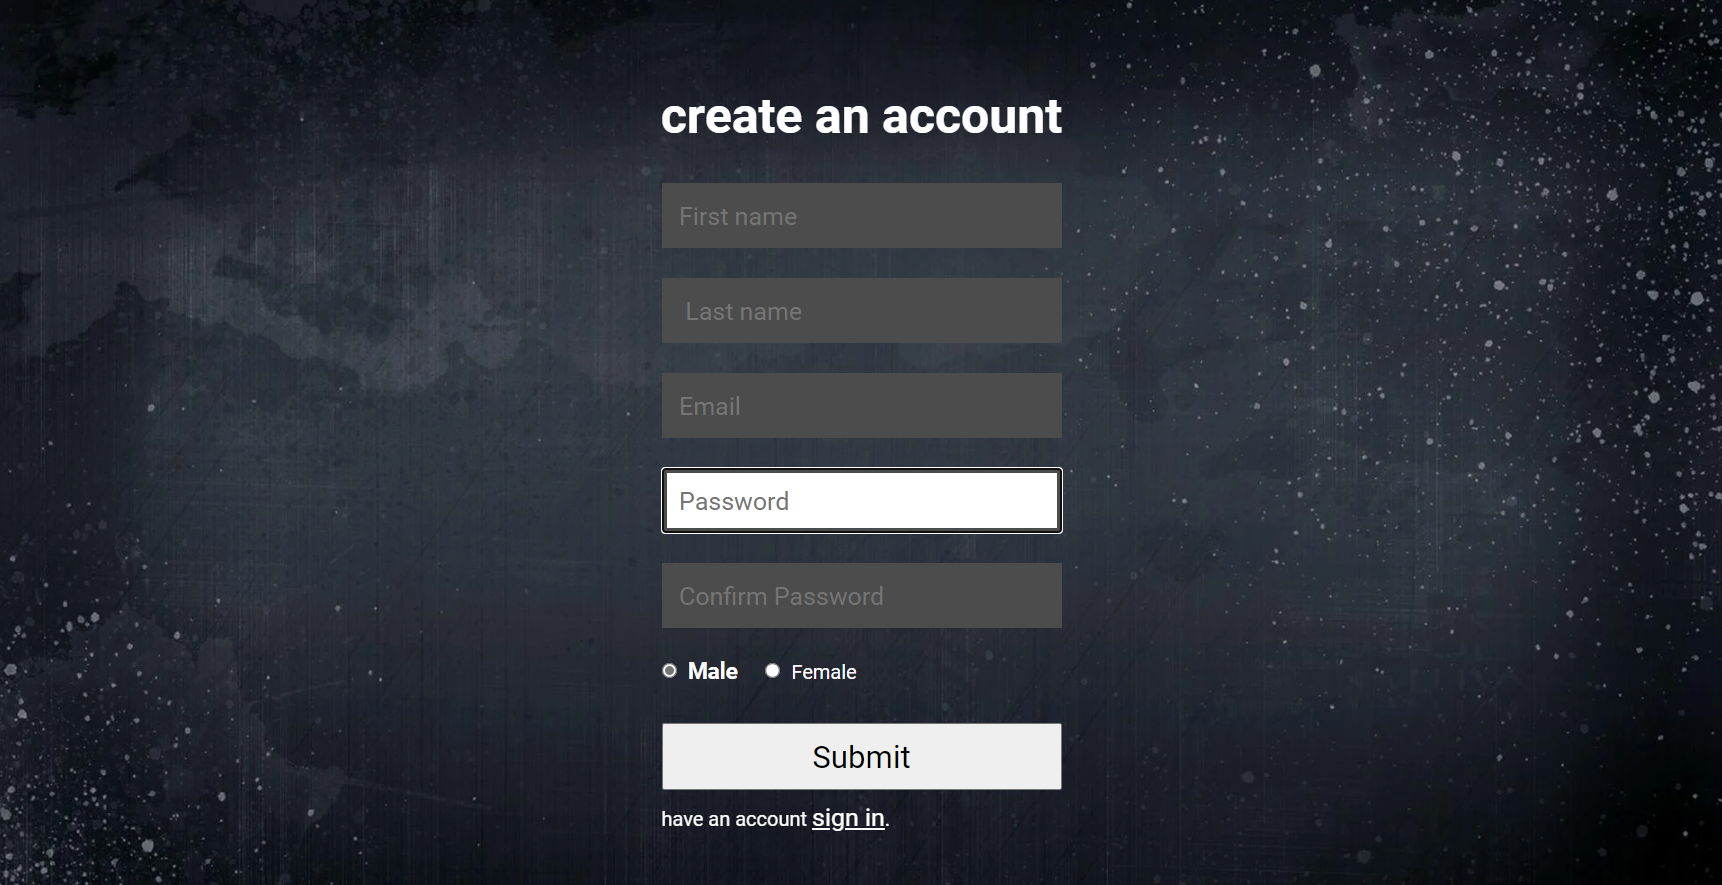 create an account
First name
Last name
Email
Password
Confirm Password
Male Female
Submit
have an account sign in.